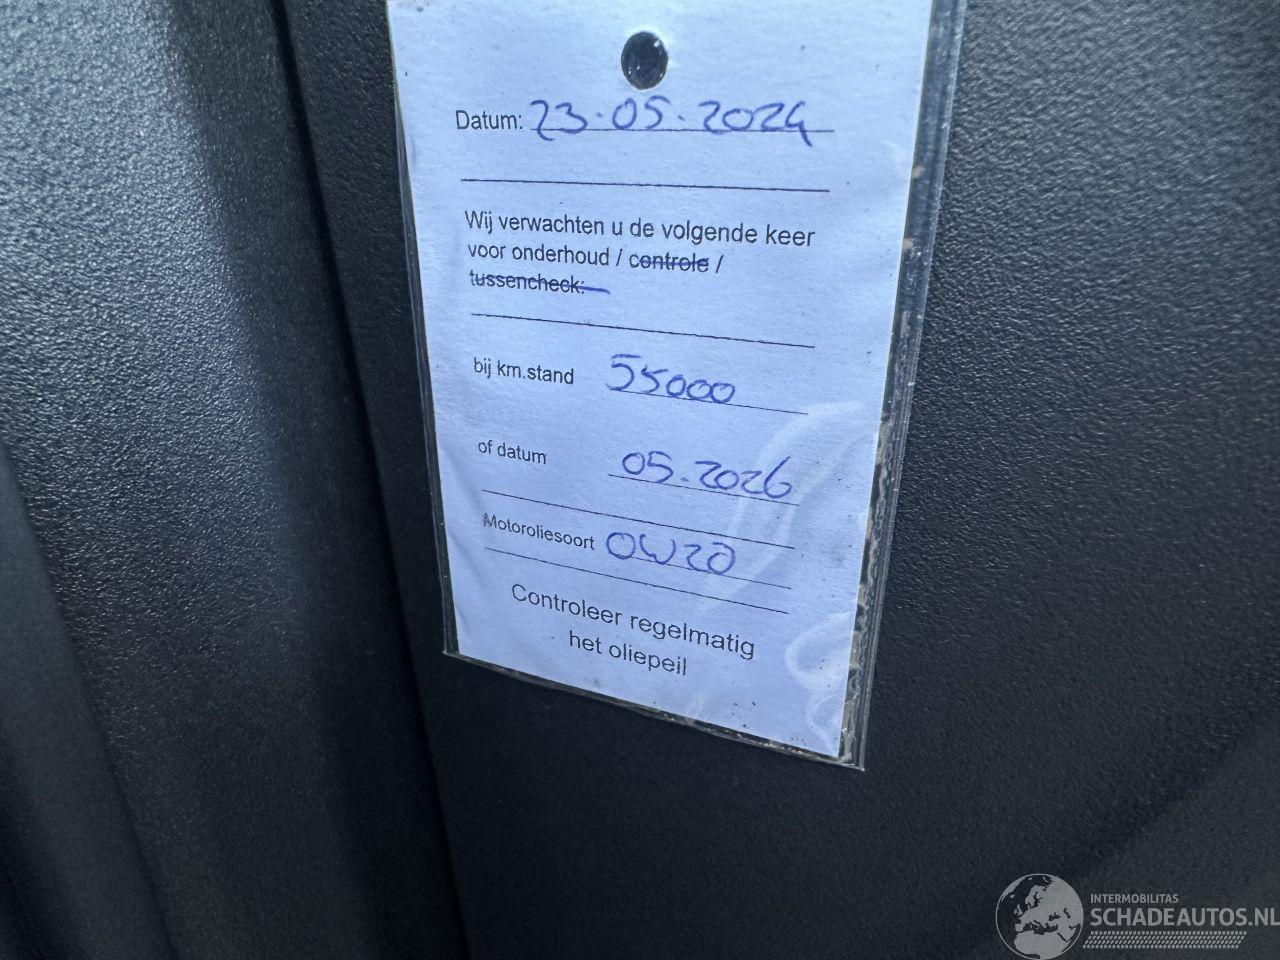 Datum: 23.05.2024
Wij verwachten u de volgende keer
voor onderhoud / controle /
tussencheck:
bij km.stand 55000
of datum 05.2026
Motoroliesoort 0W20
Controleer regelmatig
het oliepeil
INTERMOBILITAS
SCHADEAUTOS.NL